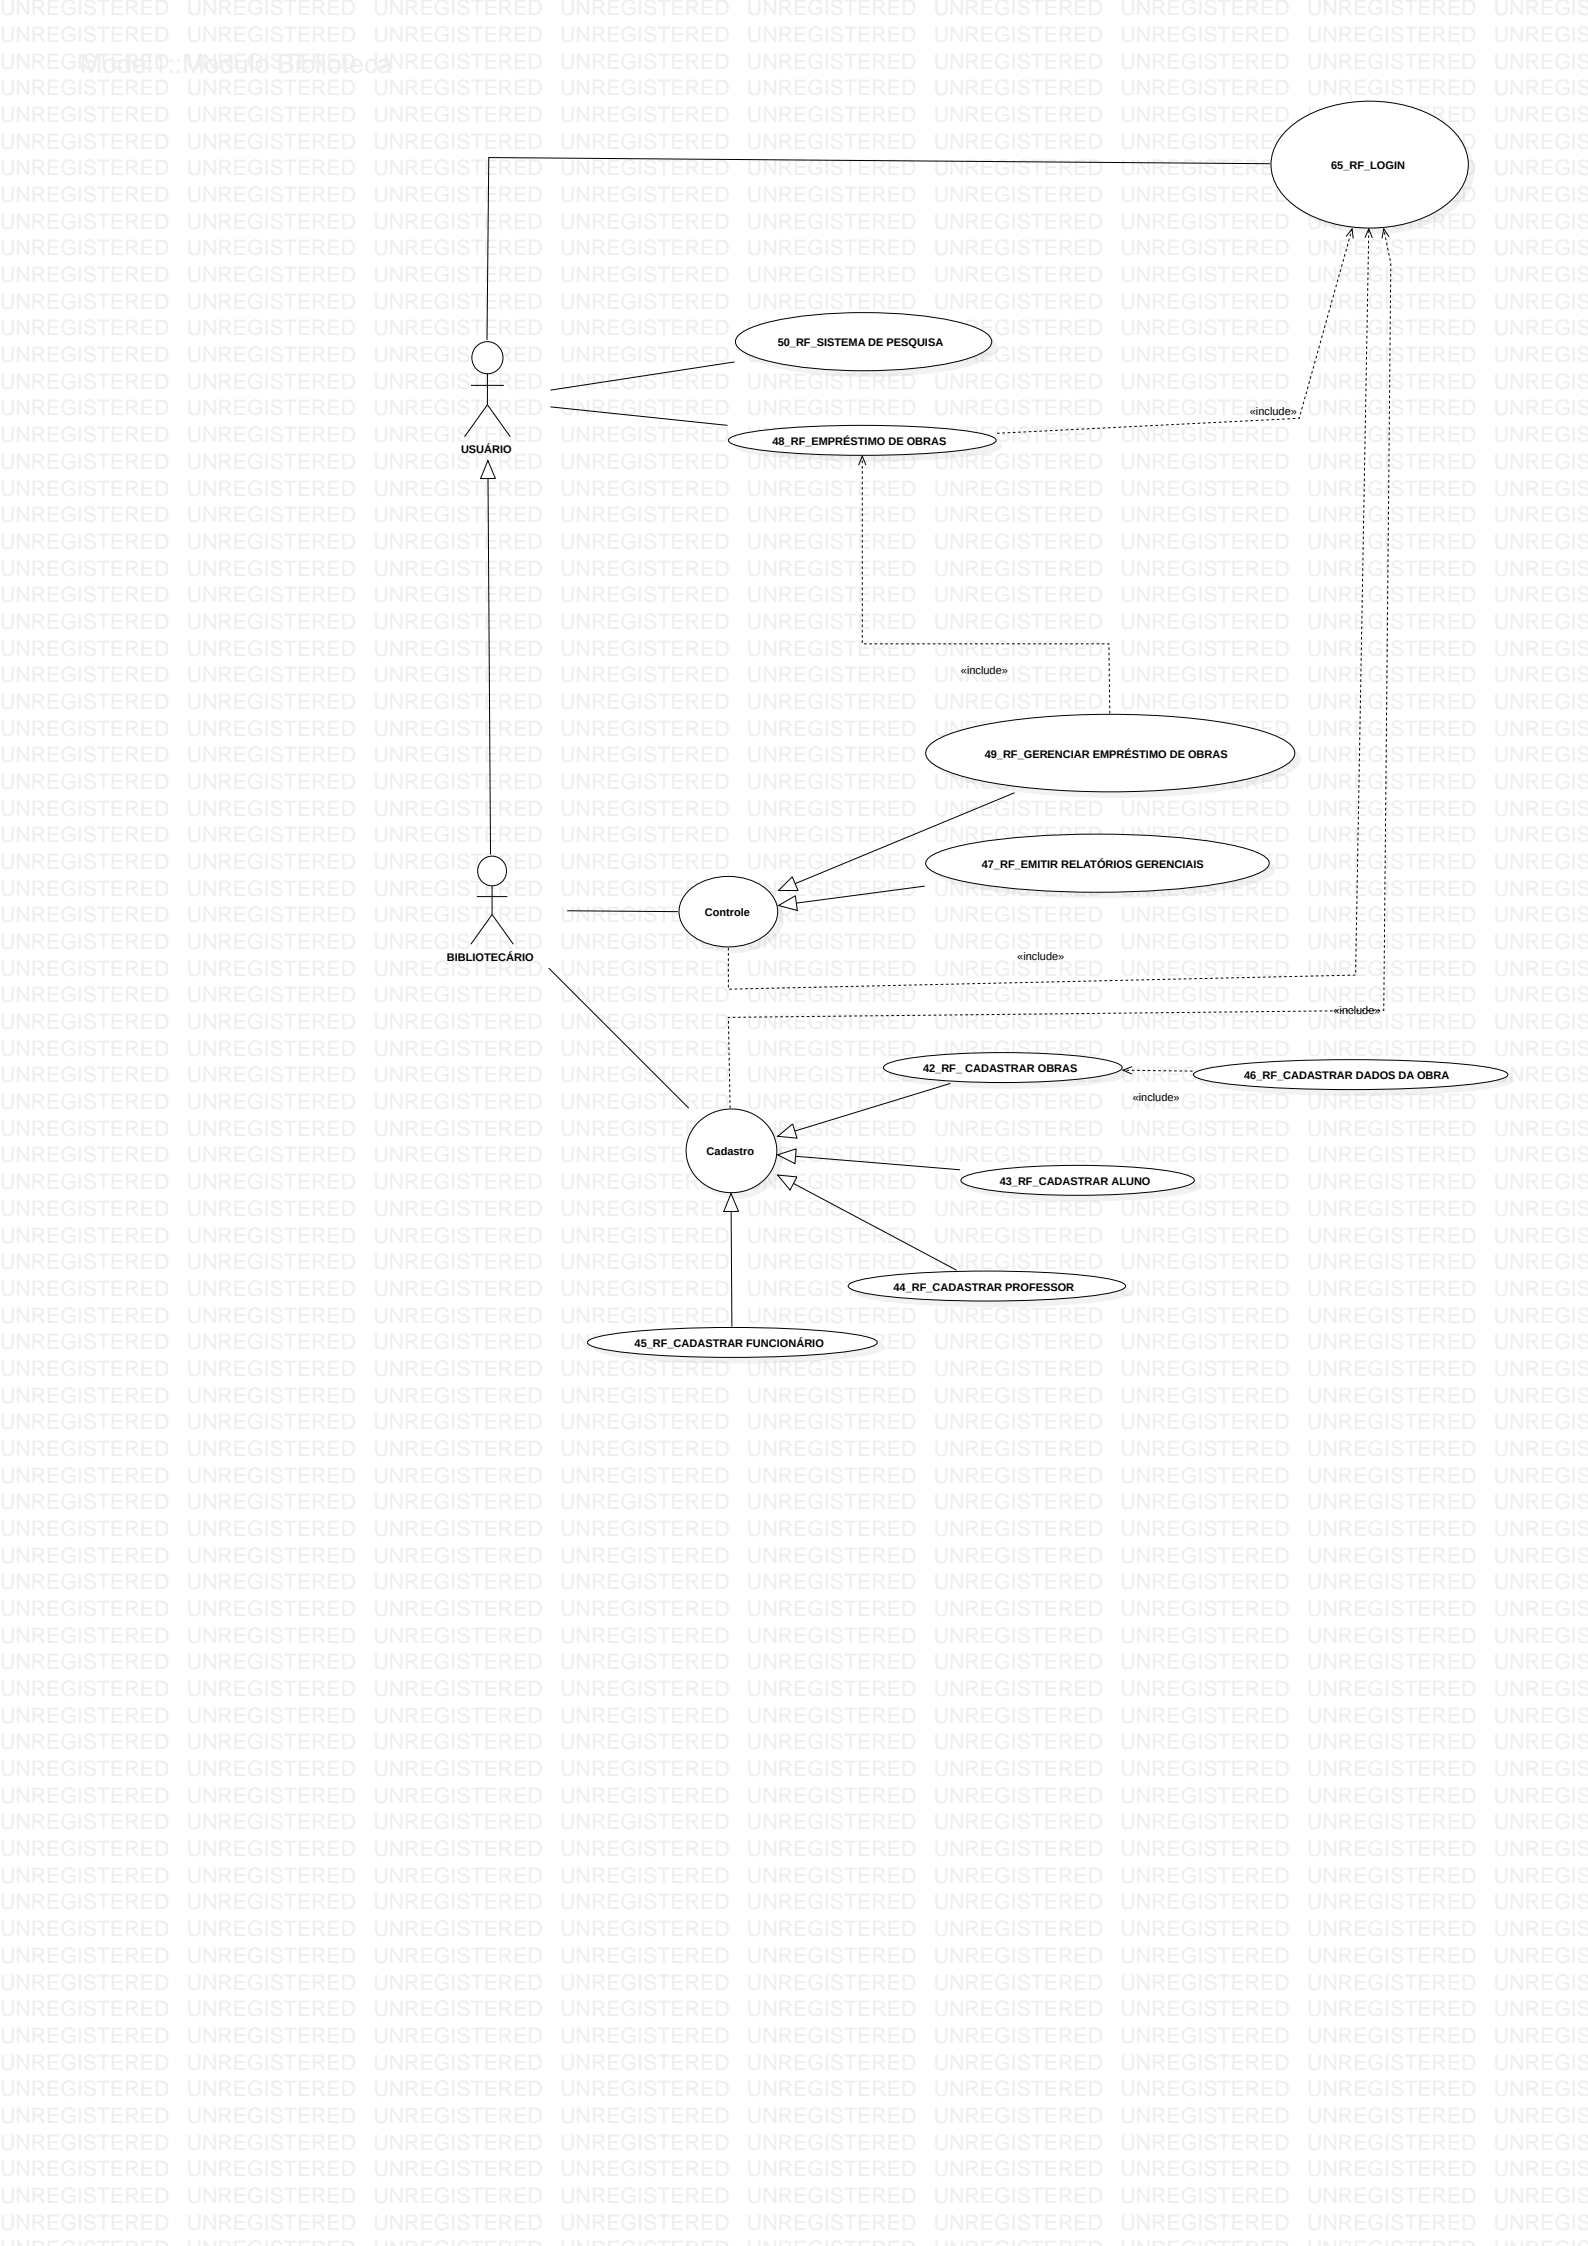 Model1::Modulo Biblioteca
65_RF_LOGIN
50_RF_SISTEMA DE PESQUISA
«include»
48_RF_EMPRÉSTIMO DE OBRAS
USUÁRIO
«include»
49_RF_GERENCIAR EMPRÉSTIMO DE OBRAS
47_RF_EMITIR RELATÓRIOS GERENCIAIS
Controle
BIBLIOTECÁRIO
«include»
«include»
42_RF_ CADASTRAR OBRAS
46_RF_CADASTRAR DADOS DA OBRA
«include»
Cadastro
43_RF_CADASTRAR ALUNO
44_RF_CADASTRAR PROFESSOR
45_RF_CADASTRAR FUNCIONÁRIO
UNREGISTERED